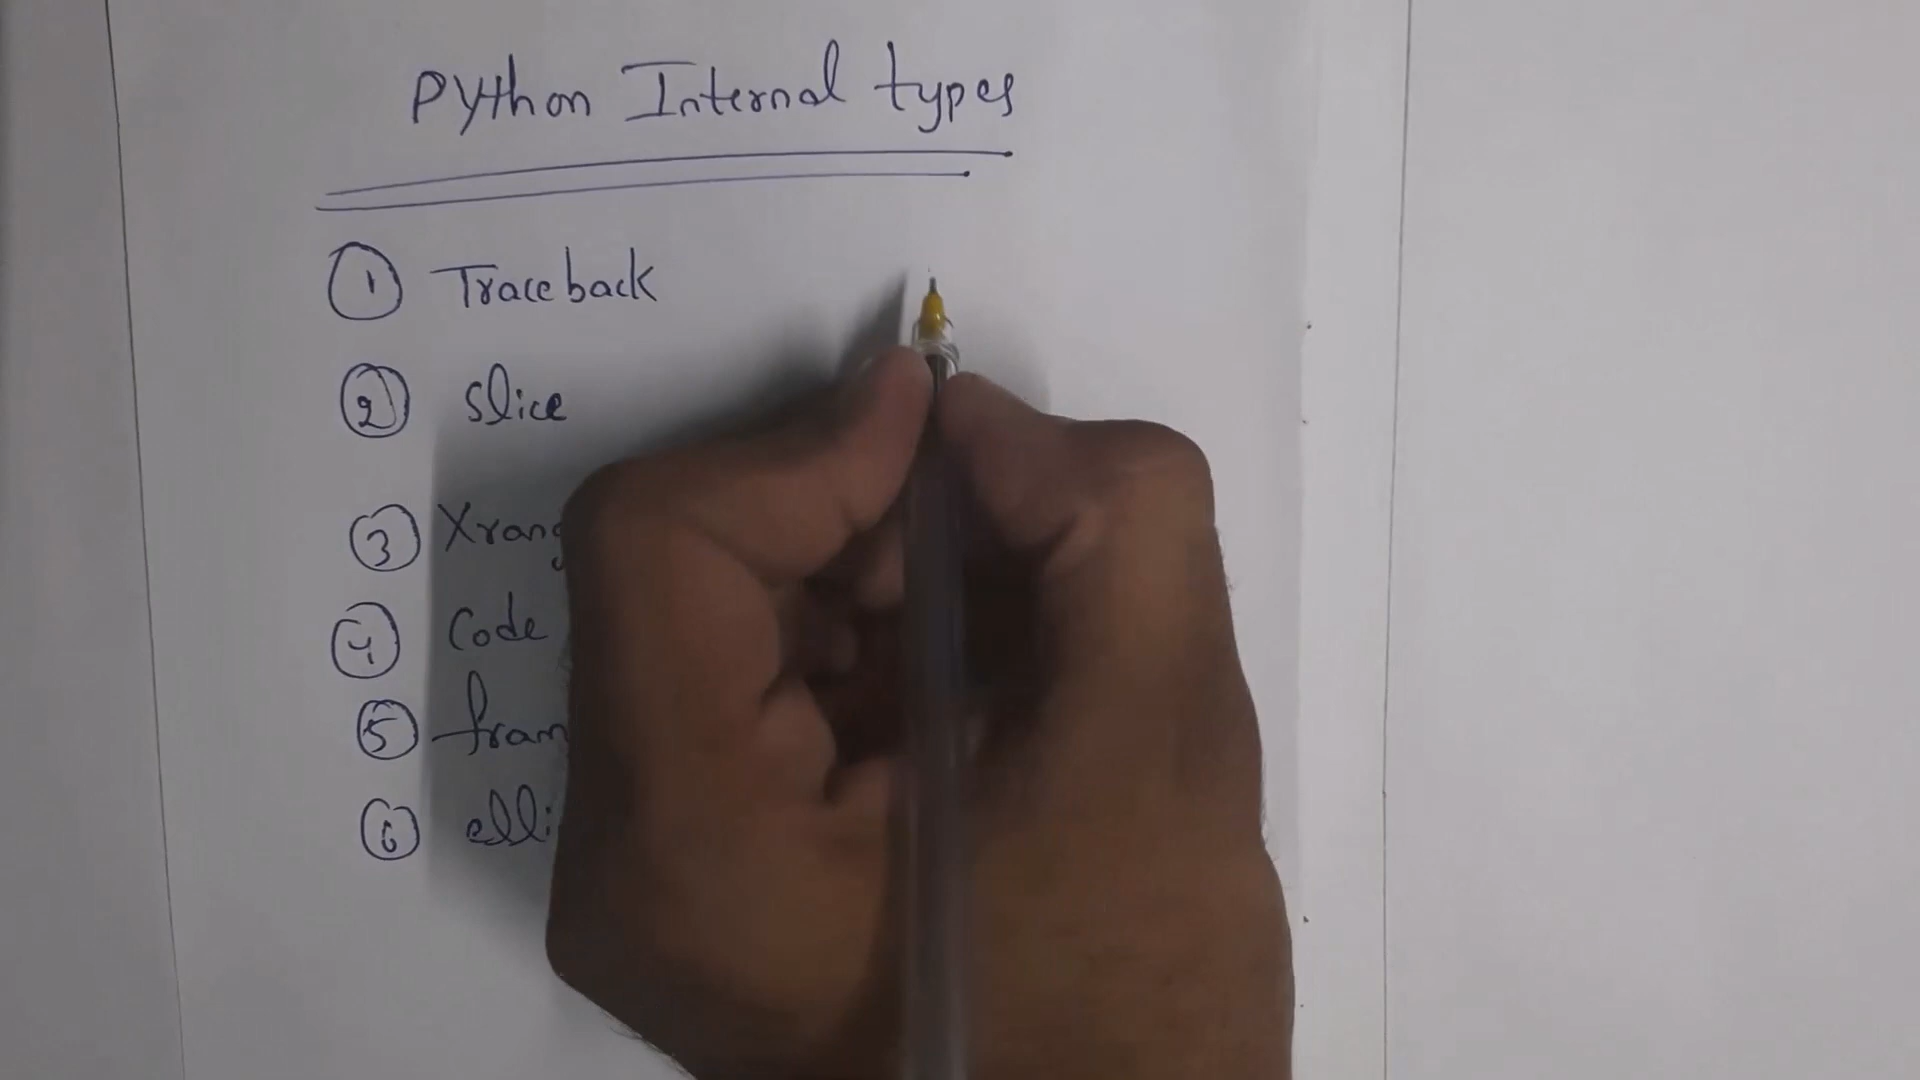 Python Internal types
1 Traceback
2 Slice
3 Xrang
4 Code
5 fram
6 elli